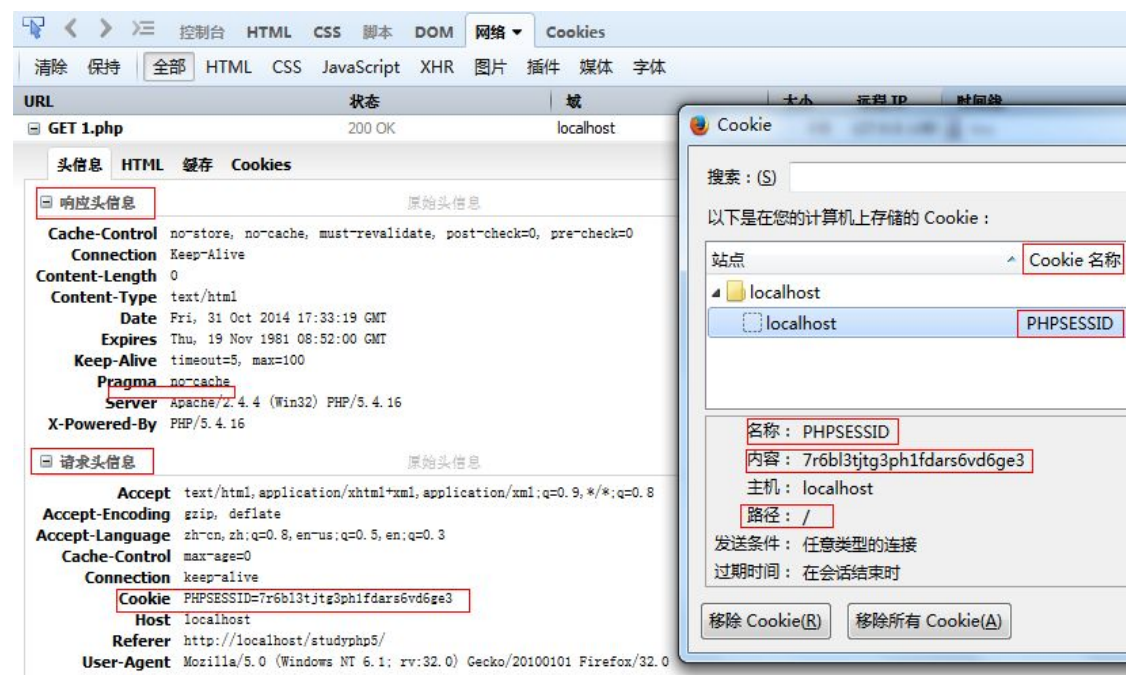 控制台 HTML CSS 脚本 DOM 网络 Cookies
清除 保持 全部 HTML CSS JavaScript XHR 图片 插件 媒体 字体
URL 状态 域 大小 远程 IP 时间线
GET 1.php 200 OK localhost
头信息 HTML 缓存 Cookies
响应头信息 原始头信息
Cache-Control no-store, no-cache, must-revalidate, post-check=0, pre-check=0
Connection Keep-Alive
Content-Length 0
Content-Type text/html
Date Fri, 31 Oct 2014 17:33:19 GMT
Expires Thu, 19 Nov 1981 08:52:00 GMT
Keep-Alive timeout=5, max=100
Pragma no-cache
Server Apache/2.4.4 (Win32) PHP/5.4.16
X-Powered-By PHP/5.4.16
请求头信息 原始头信息
Accept text/html,application/xhtml+xml,application/xml;q=0.9,*/*;q=0.8
Accept-Encoding gzip, deflate
Accept-Language zh-cn,zh;q=0.8,en-us;q=0.5,en;q=0.3
Cache-Control max-age=0
Connection keep-alive
Cookie PHPSESSID=7r6bl3tjtg3ph1fdars6vd6ge3
Host localhost
Referer http://localhost/studyphp5/
User-Agent Mozilla/5.0 (Windows NT 6.1; rv:32.0) Gecko/20100101 Firefox/32.0
Cookie
搜索：(S)
以下是在您的计算机上存储的 Cookie：
站点 Cookie 名称
localhost
localhost PHPSESSID
名称： PHPSESSID
内容： 7r6bl3tjtg3ph1fdars6vd6ge3
主机： localhost
路径： /
发送条件： 任意类型的连接
过期时间： 在会话结束时
移除 Cookie(R) 移除所有 Cookie(A)